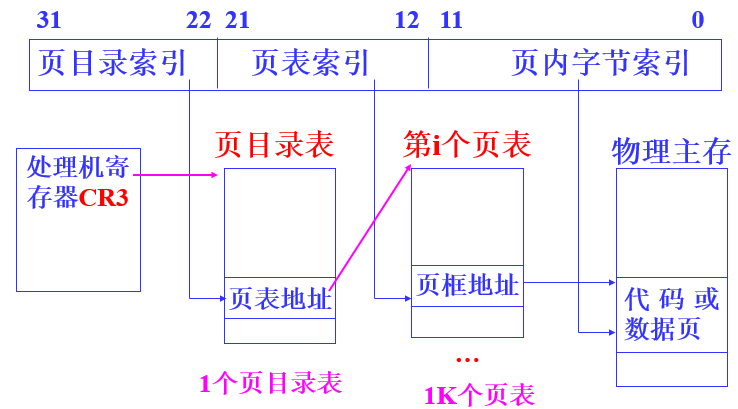 31 22 21 12 11 0
页目录索引 页表索引 页内字节索引
页目录表 第i个页表 物理主存
处理机寄
存器CR3
页表地址 页框地址 代码或
数据页
...
1个页目录表 1K个页表